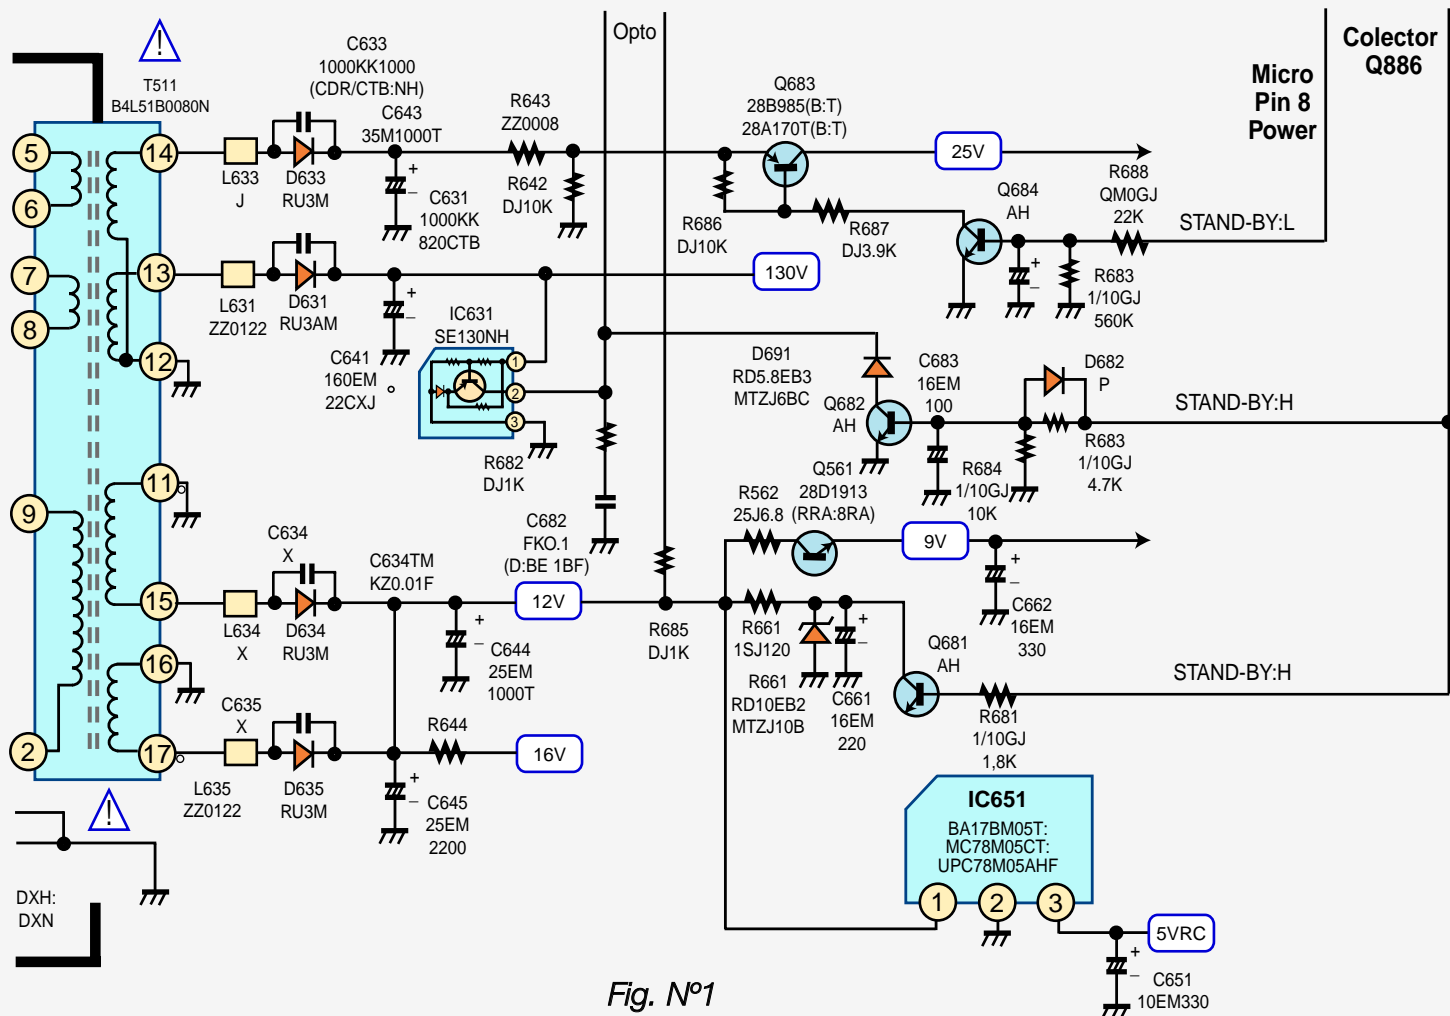 Opto
Colector
Q886
Micro
Pin 8
Power
T511
B4L51B0080N
C633
1000KK1000
(CDR/CTB:NH)
C643
35M1000T
R643
ZZ0008
Q683
28B985(B:T)
28A170T(B:T)
5
14
L633
J
D633
RU3M
+
–
C631
1000KK
820CTB
R642
DJ10K
R686
DJ10K
R687
DJ3.9K
25V
Q684
AH
R688
QM0GJ
22K
STAND-BY:L
6
7
13
L631
ZZ0122
D631
RU3AM
+
–
C641
160EM
22CXJ
IC631
SE130NH
1
2
3
130V
+
–
R683
1/10GJ
560K
8
12
R682
DJ1K
D691
RD5.8EB3
MTZJ6BC
Q682
AH
C683
16EM
100
D682
P
STAND-BY:H
R683
1/10GJ
4.7K
R684
1/10GJ
10K
9
11
C634
X
C634TM
KZ0.01F
C682
FKO.1
(D:BE 1BF)
R562
25J6.8
Q561
28D1913
(RRA:8RA)
9V
+
–
C662
16EM
330
15
L634
X
D634
RU3M
+
–
C644
25EM
1000T
12V
R685
DJ1K
R661
1SJ120
R661
RD10EB2
MTZJ10B
+
–
C661
16EM
220
Q681
AH
STAND-BY:H
R681
1/10GJ
1,8K
16
C635
X
2
17
L635
ZZ0122
D635
RU3M
R644
16V
+
–
C645
25EM
2200
IC651
BA17BM05T:
MC78M05CT:
UPC78M05AHF
1
2
3
5VRC
+
–
C651
10EM330
DXH:
DXN
Fig. Nº1